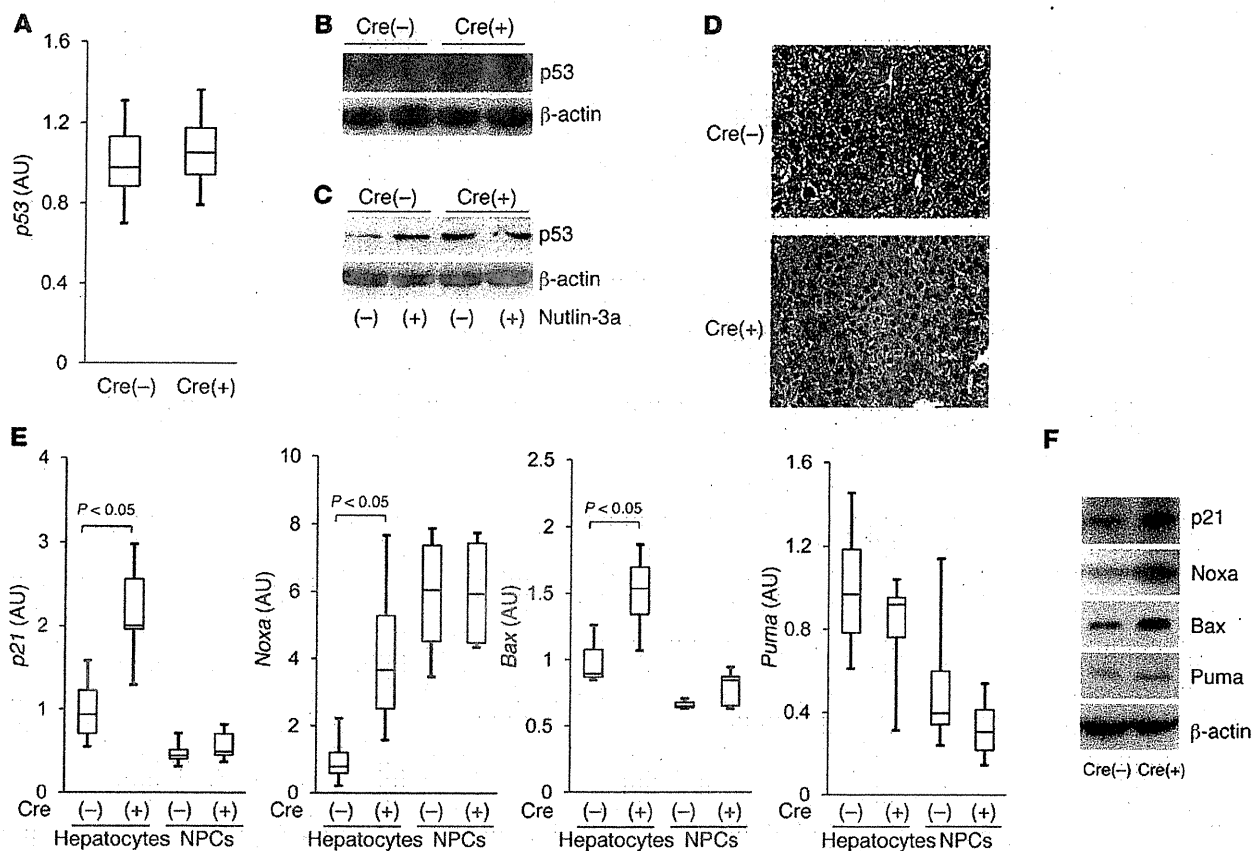 A
1.6
1.2
0.8
0.4
0
p53 (AU)
Cre(–)
Cre(+)
B
Cre(–)
Cre(+)
p53
β-actin
C
Cre(–)
Cre(+)
p53
β-actin
(–) (+) (–) (+) Nutlin-3a
D
Cre(–)
Cre(+)
E
4
3
2
1
0
p21 (AU)
P < 0.05
Cre (–) (+) (–) (+)
Hepatocytes NPCs
10
8
6
4
2
0
Noxa (AU)
P < 0.05
(–) (+) (–) (+)
Hepatocytes NPCs
2.5
2
1.5
1
0.5
0
Bax (AU)
P < 0.05
Cre (–) (+) (–) (+)
Hepatocytes NPCs
1.6
1.2
0.8
0.4
0
Puma (AU)
Cre (–) (+) (–) (+)
Hepatocytes NPCs
F
p21
Noxa
Bax
Puma
β-actin
Cre(–) Cre(+)